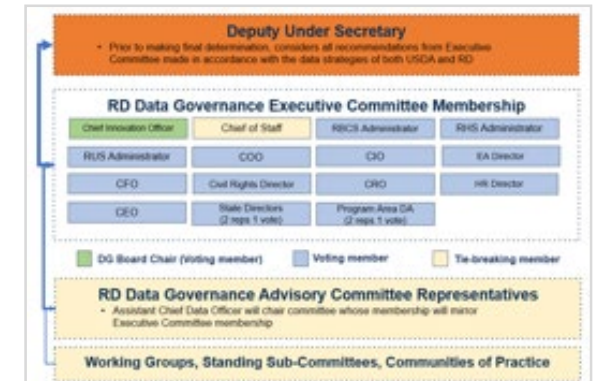 Deputy Under Secretary
• Prior to making final determination, considers all recommendations from Executive
Committee made in accordance with the data strategies of both USDA and RD
RD Data Governance Executive Committee Membership
Chief Innovation Officer
Chief of Staff
RBCS Administrator
RHS Administrator
RUS Administrator
COO
CIO
EA Director
CFO
Civil Rights Director
CRO
HR Director
CEO
State Directors
(2 reps 1 vote)
Program Area DA
(2 reps 1 vote)
DG Board Chair (Voting member)
Voting member
Tie-breaking member
RD Data Governance Advisory Committee Representatives
• Assistant Chief Data Officer will chair committee whose membership will mirror
Executive Committee membership
Working Groups, Standing Sub-Committees, Communities of Practice